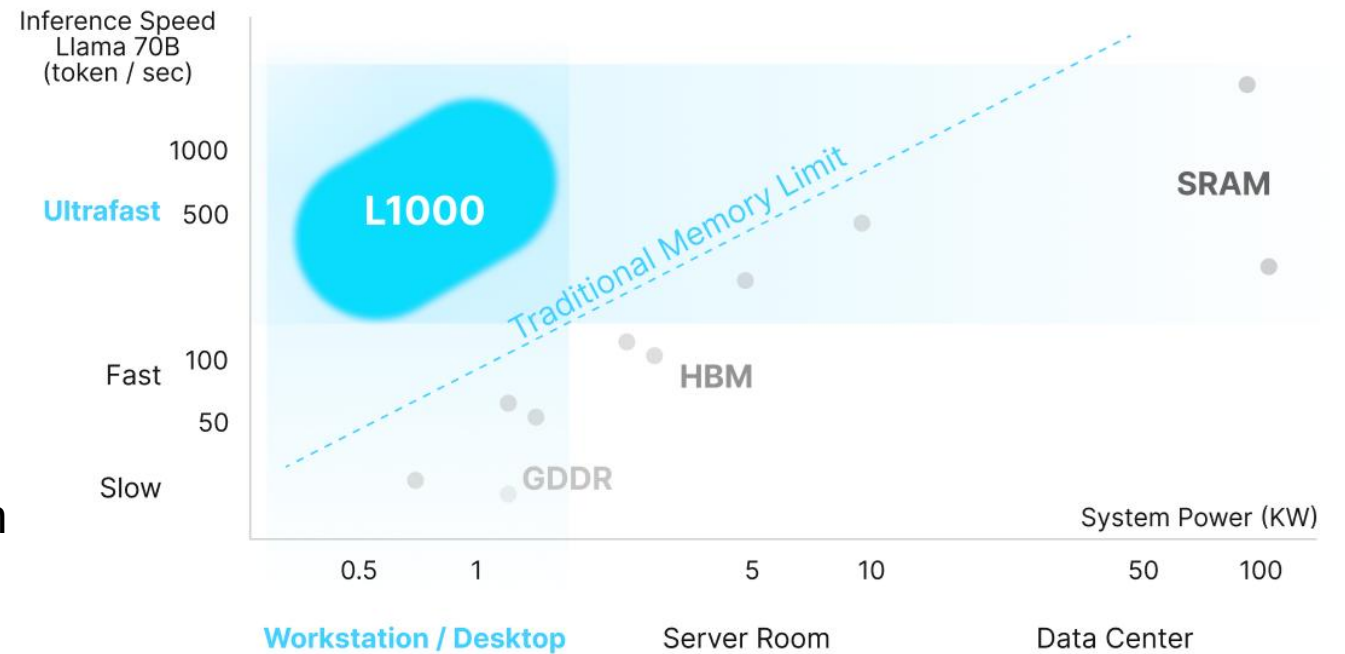 Inference Speed
Llama 70B
(token / sec)
1000
Ultrafast 500
L1000
Traditional Memory Limit
SRAM
Fast 100
HBM
50
GDDR
Slow
n
System Power (KW)
0.5 1 5 10 50 100
Workstation / Desktop Server Room Data Center